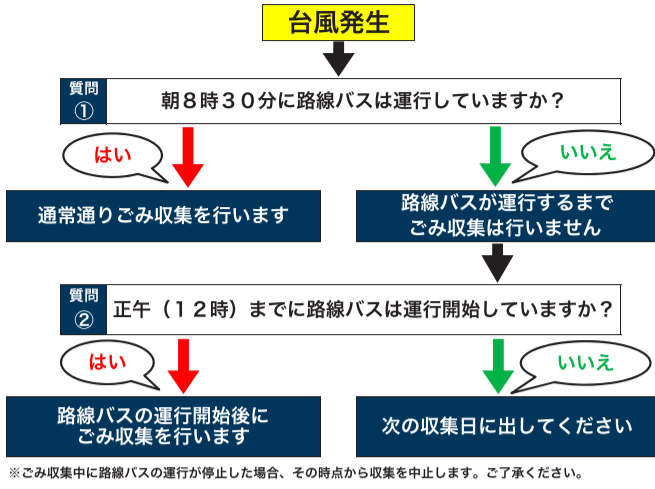 台風発生
質問
①
朝８時３０分に路線バスは運行していますか？
はい
いいえ
通常通りごみ収集を行います
路線バスが運行するまで
ごみ収集は行いません
質問
②
正午（１２時）までに路線バスは運行開始していますか？
はい
いいえ
路線バスの運行開始後に
ごみ収集を行います
次の収集日に出してください
※ごみ収集中に路線バスの運行が停止した場合、その時点から収集を中止します。ご了承ください。